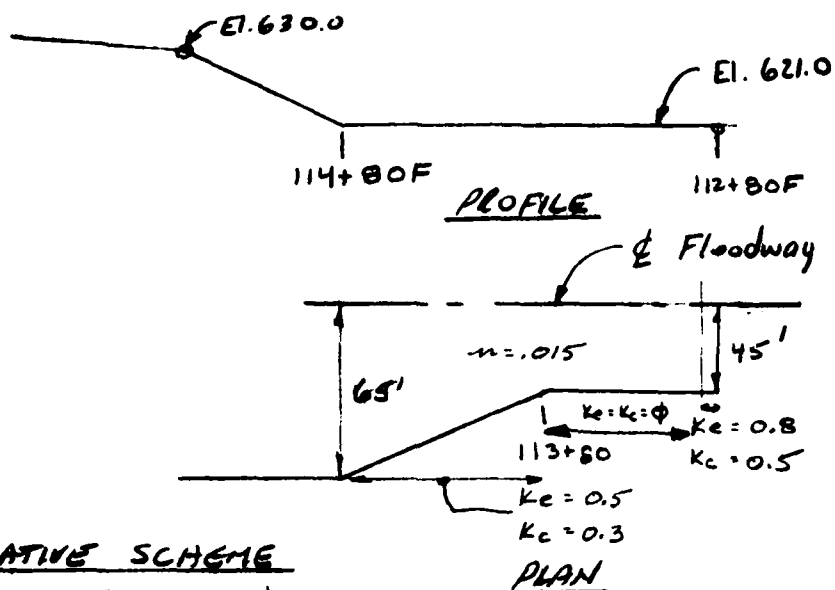 El. 630.0
El. 621.0
114+80F
112+80F
PROFILE
℄ Floodway
n=.015
45'
65'
Ke=Kc=ϕ
Ke = 0.8
113+80
Kc = 0.5
Ke = 0.5
Kc = 0.3
ATIVE SCHEME
PLAN